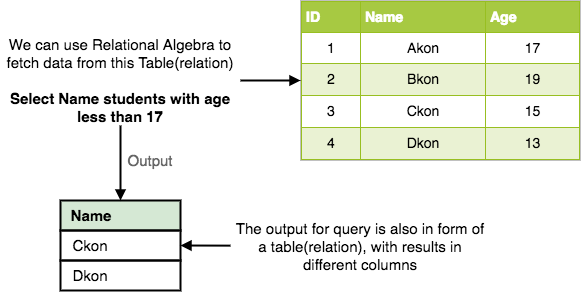 We can use Relational Algebra to
fetch data from this Table(relation)
Select Name students with age
less than 17
ID Name Age
1 Akon 17
2 Bkon 19
3 Ckon 15
4 Dkon 13
Output
Name
Ckon
Dkon
The output for query is also in form of
a table(relation), with results in
different columns